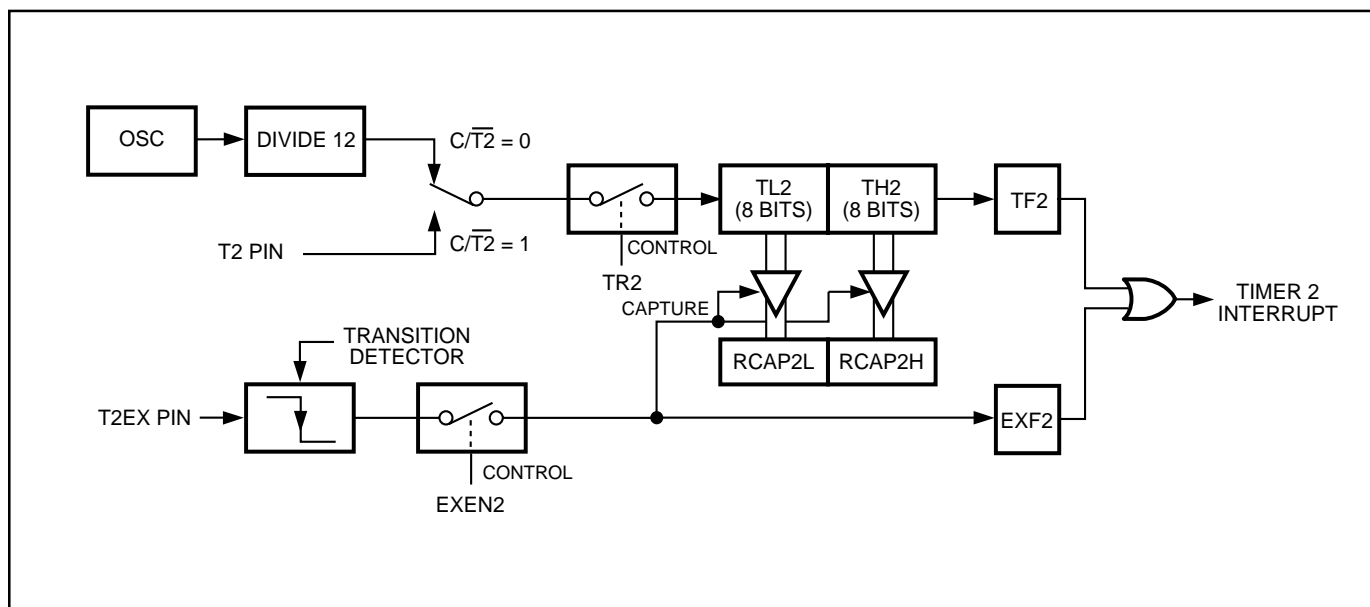 OSC
DIVIDE 12
C/T2̅ = 0
T2 PIN
C/T2̅ = 1
CONTROL
TR2
TL2
(8 BITS)
TH2
(8 BITS)
TF2
CAPTURE
RCAP2L
RCAP2H
TIMER 2
INTERRUPT
TRANSITION
DETECTOR
T2EX PIN
CONTROL
EXEN2
EXF2